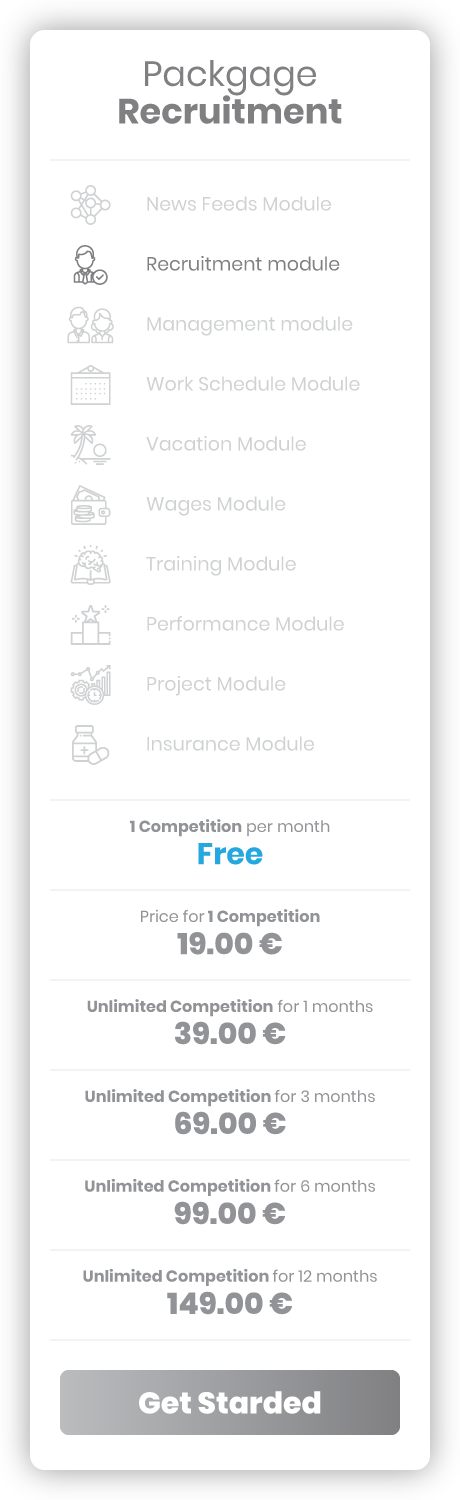 Packgage
Recruitment
News Feeds Module
Recruitment module
Management module
Work Schedule Module
Vacation Module
Wages Module
Training Module
Performance Module
Project Module
Insurance Module
1 Competition per month
Free
Price for 1 Competition
19.00 €
Unlimited Competition for 1 months
39.00 €
Unlimited Competition for 3 months
69.00 €
Unlimited Competition for 6 months
99.00 €
Unlimited Competition for 12 months
149.00 €
Get Starded